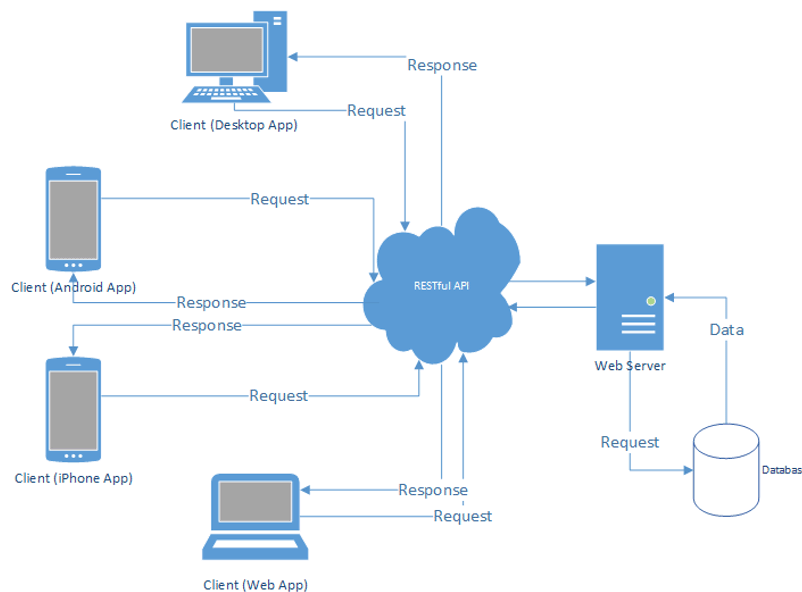 Response
Request
Client (Desktop App)
Request
Client (Android App)
RESTful API
Response
Response
Data
Web Server
Request
Request
Client (iPhone App)
Databas
Response
Request
Client (Web App)